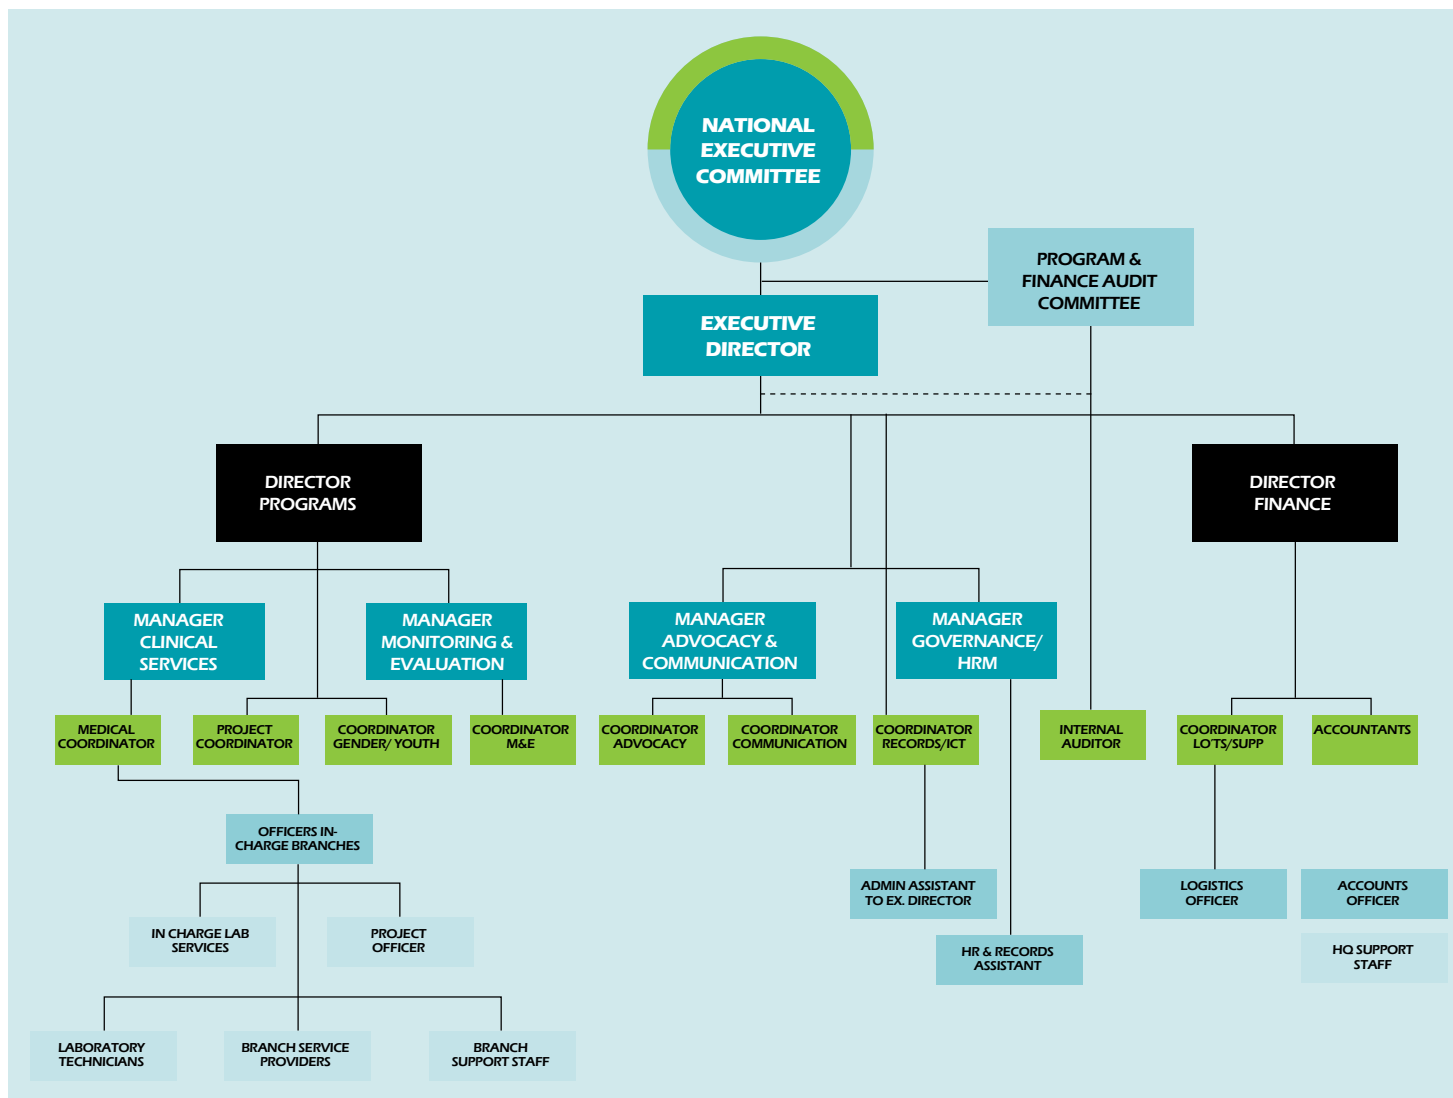 NATIONAL
EXECUTIVE
COMMITTEE
PROGRAM &
FINANCE AUDIT
COMMITTEE
EXECUTIVE
DIRECTOR
DIRECTOR
PROGRAMS
DIRECTOR
FINANCE
MANAGER
CLINICAL
SERVICES
MANAGER
MONITORING &
EVALUATION
MANAGER
ADVOCACY &
COMMUNICATION
MANAGER
GOVERNANCE/
HRM
MEDICAL
COORDINATOR
PROJECT
COORDINATOR
COORDINATOR
GENDER/ YOUTH
COORDINATOR
M&E
COORDINATOR
ADVOCACY
COORDINATOR
COMMUNICATION
COORDINATOR
RECORDS/ICT
INTERNAL
AUDITOR
COORDINATOR
LO'TS/SUPP
ACCOUNTANTS
OFFICERS IN-
CHARGE BRANCHES
ADMIN ASSISTANT
TO EX. DIRECTOR
LOGISTICS
OFFICER
ACCOUNTS
OFFICER
IN CHARGE LAB
SERVICES
PROJECT
OFFICER
HR & RECORDS
ASSISTANT
HQ SUPPORT
STAFF
LABORATORY
TECHNICIANS
BRANCH SERVICE
PROVIDERS
BRANCH
SUPPORT STAFF